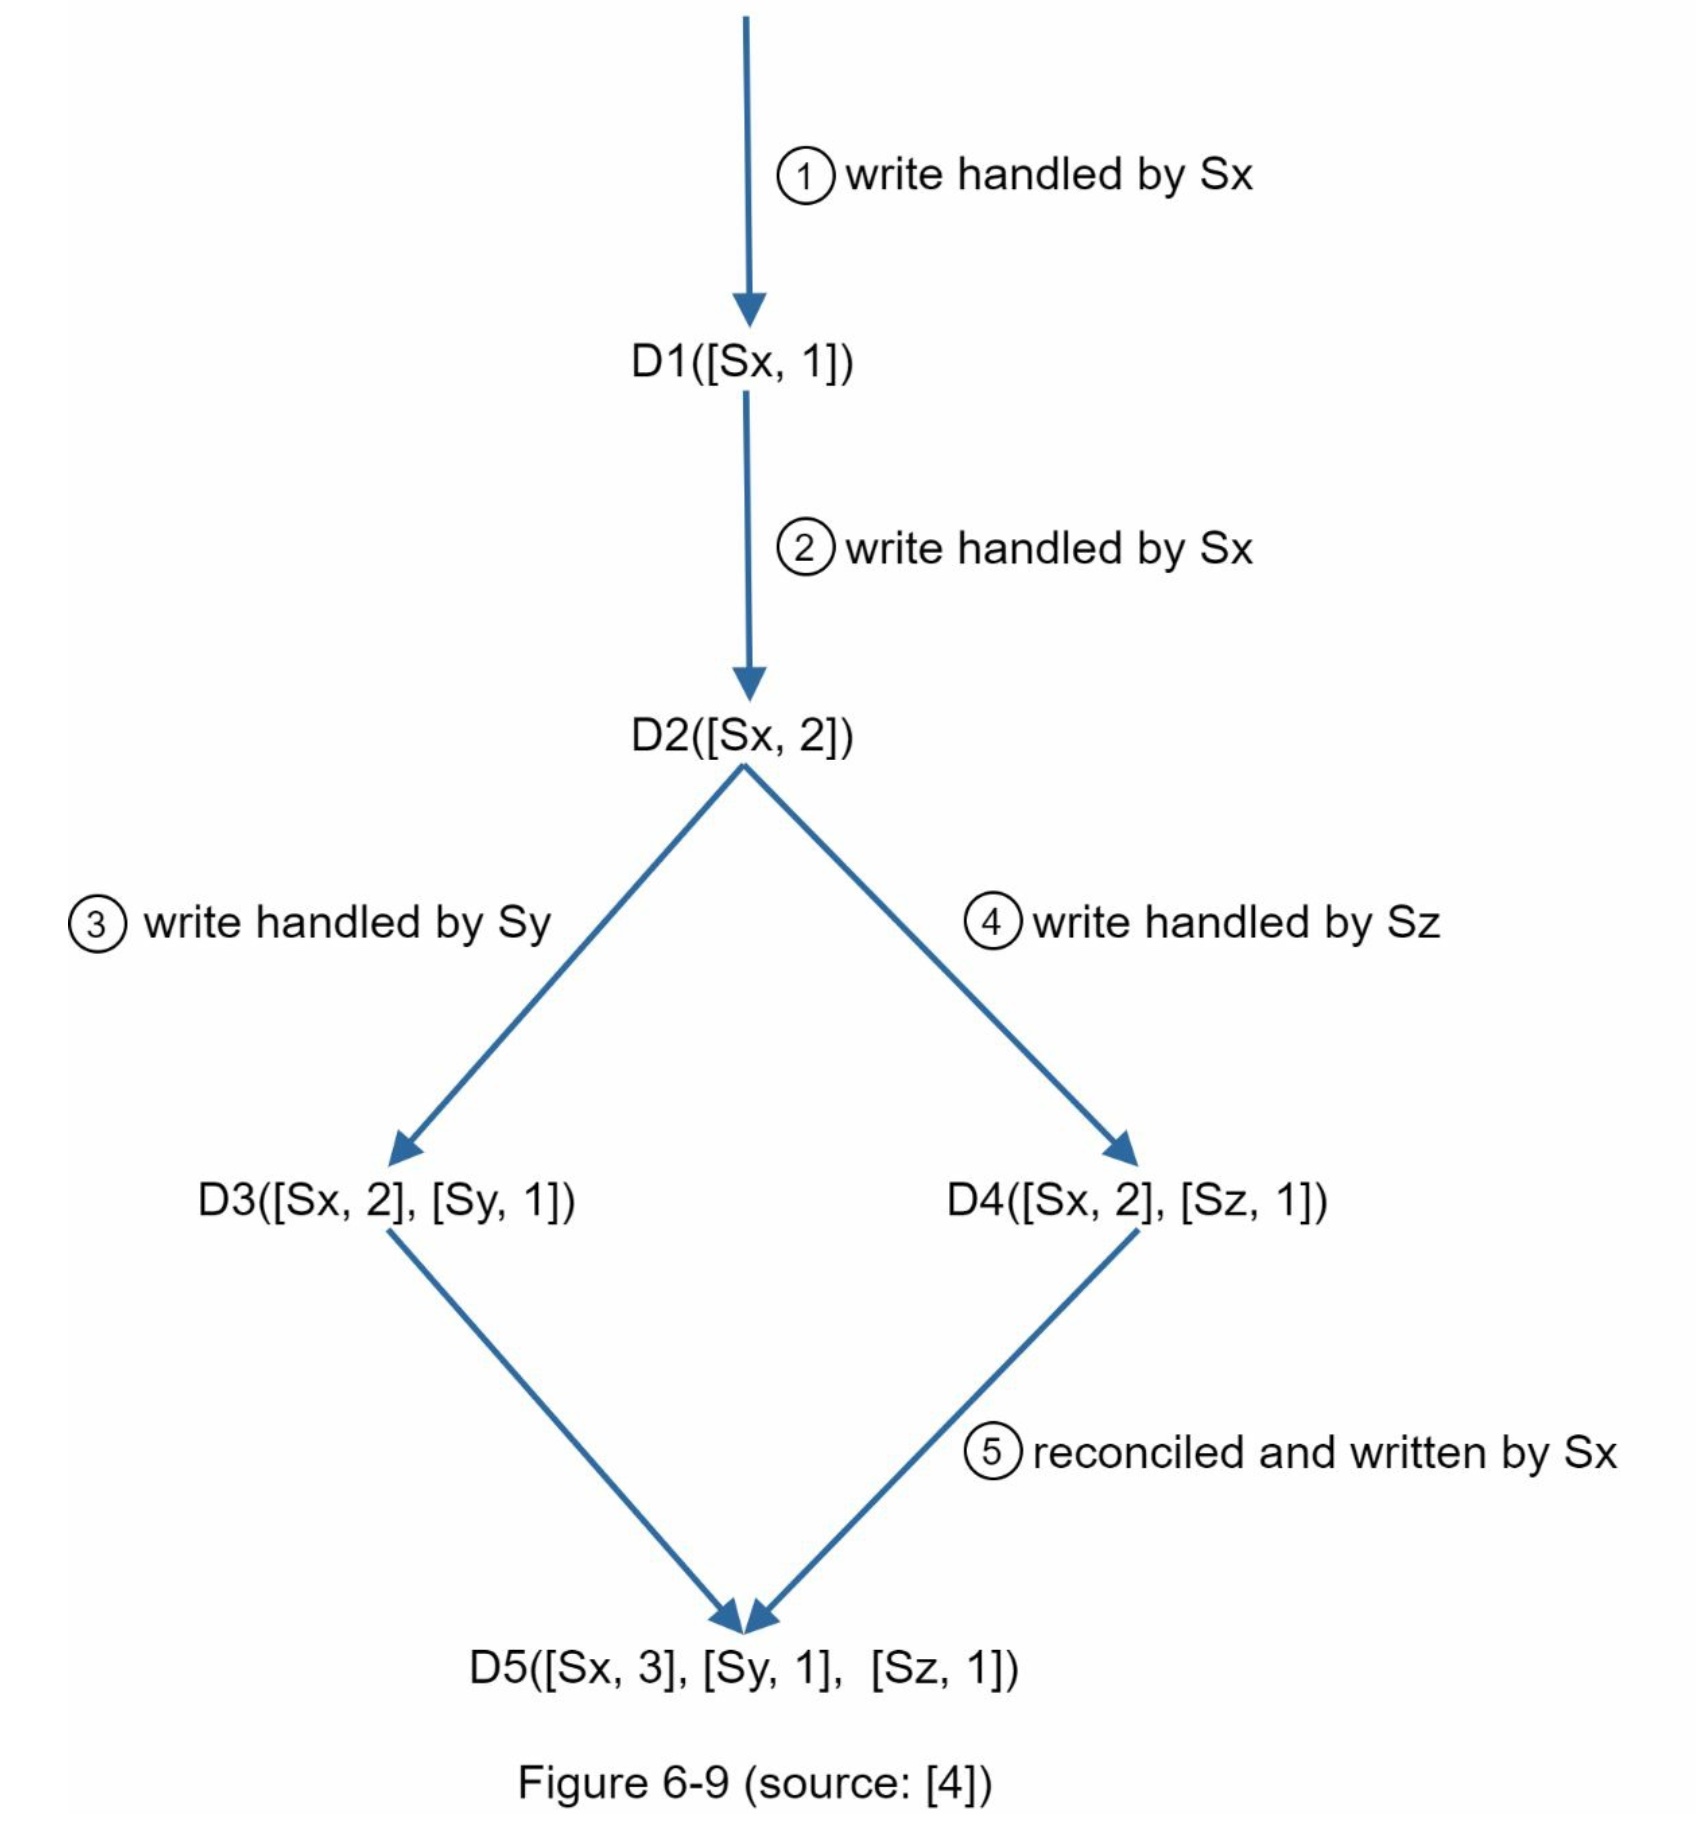 1 write handled by Sx
D1([Sx, 1])
2 write handled by Sx
D2([Sx, 2])
3 write handled by Sy
4 write handled by Sz
D3([Sx, 2], [Sy, 1])
D4([Sx, 2], [Sz, 1])
5 reconciled and written by Sx
D5([Sx, 3], [Sy, 1], [Sz, 1])
Figure 6-9 (source: [4])